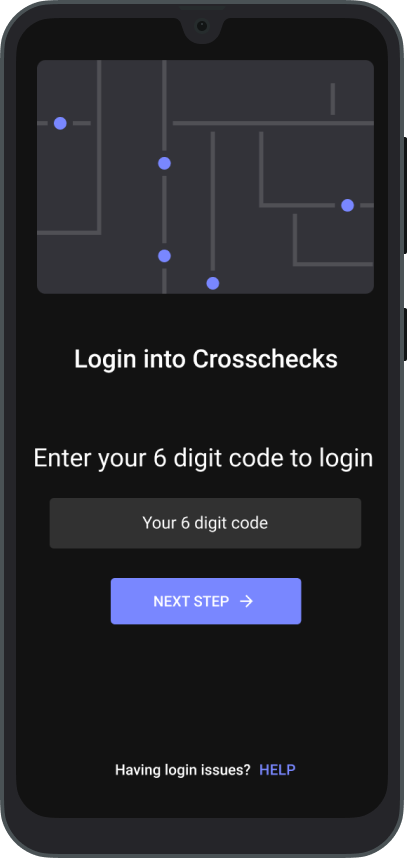 Login into Crosschecks
Enter your 6 digit code to login
Your 6 digit code
NEXT STEP
Having login issues? HELP